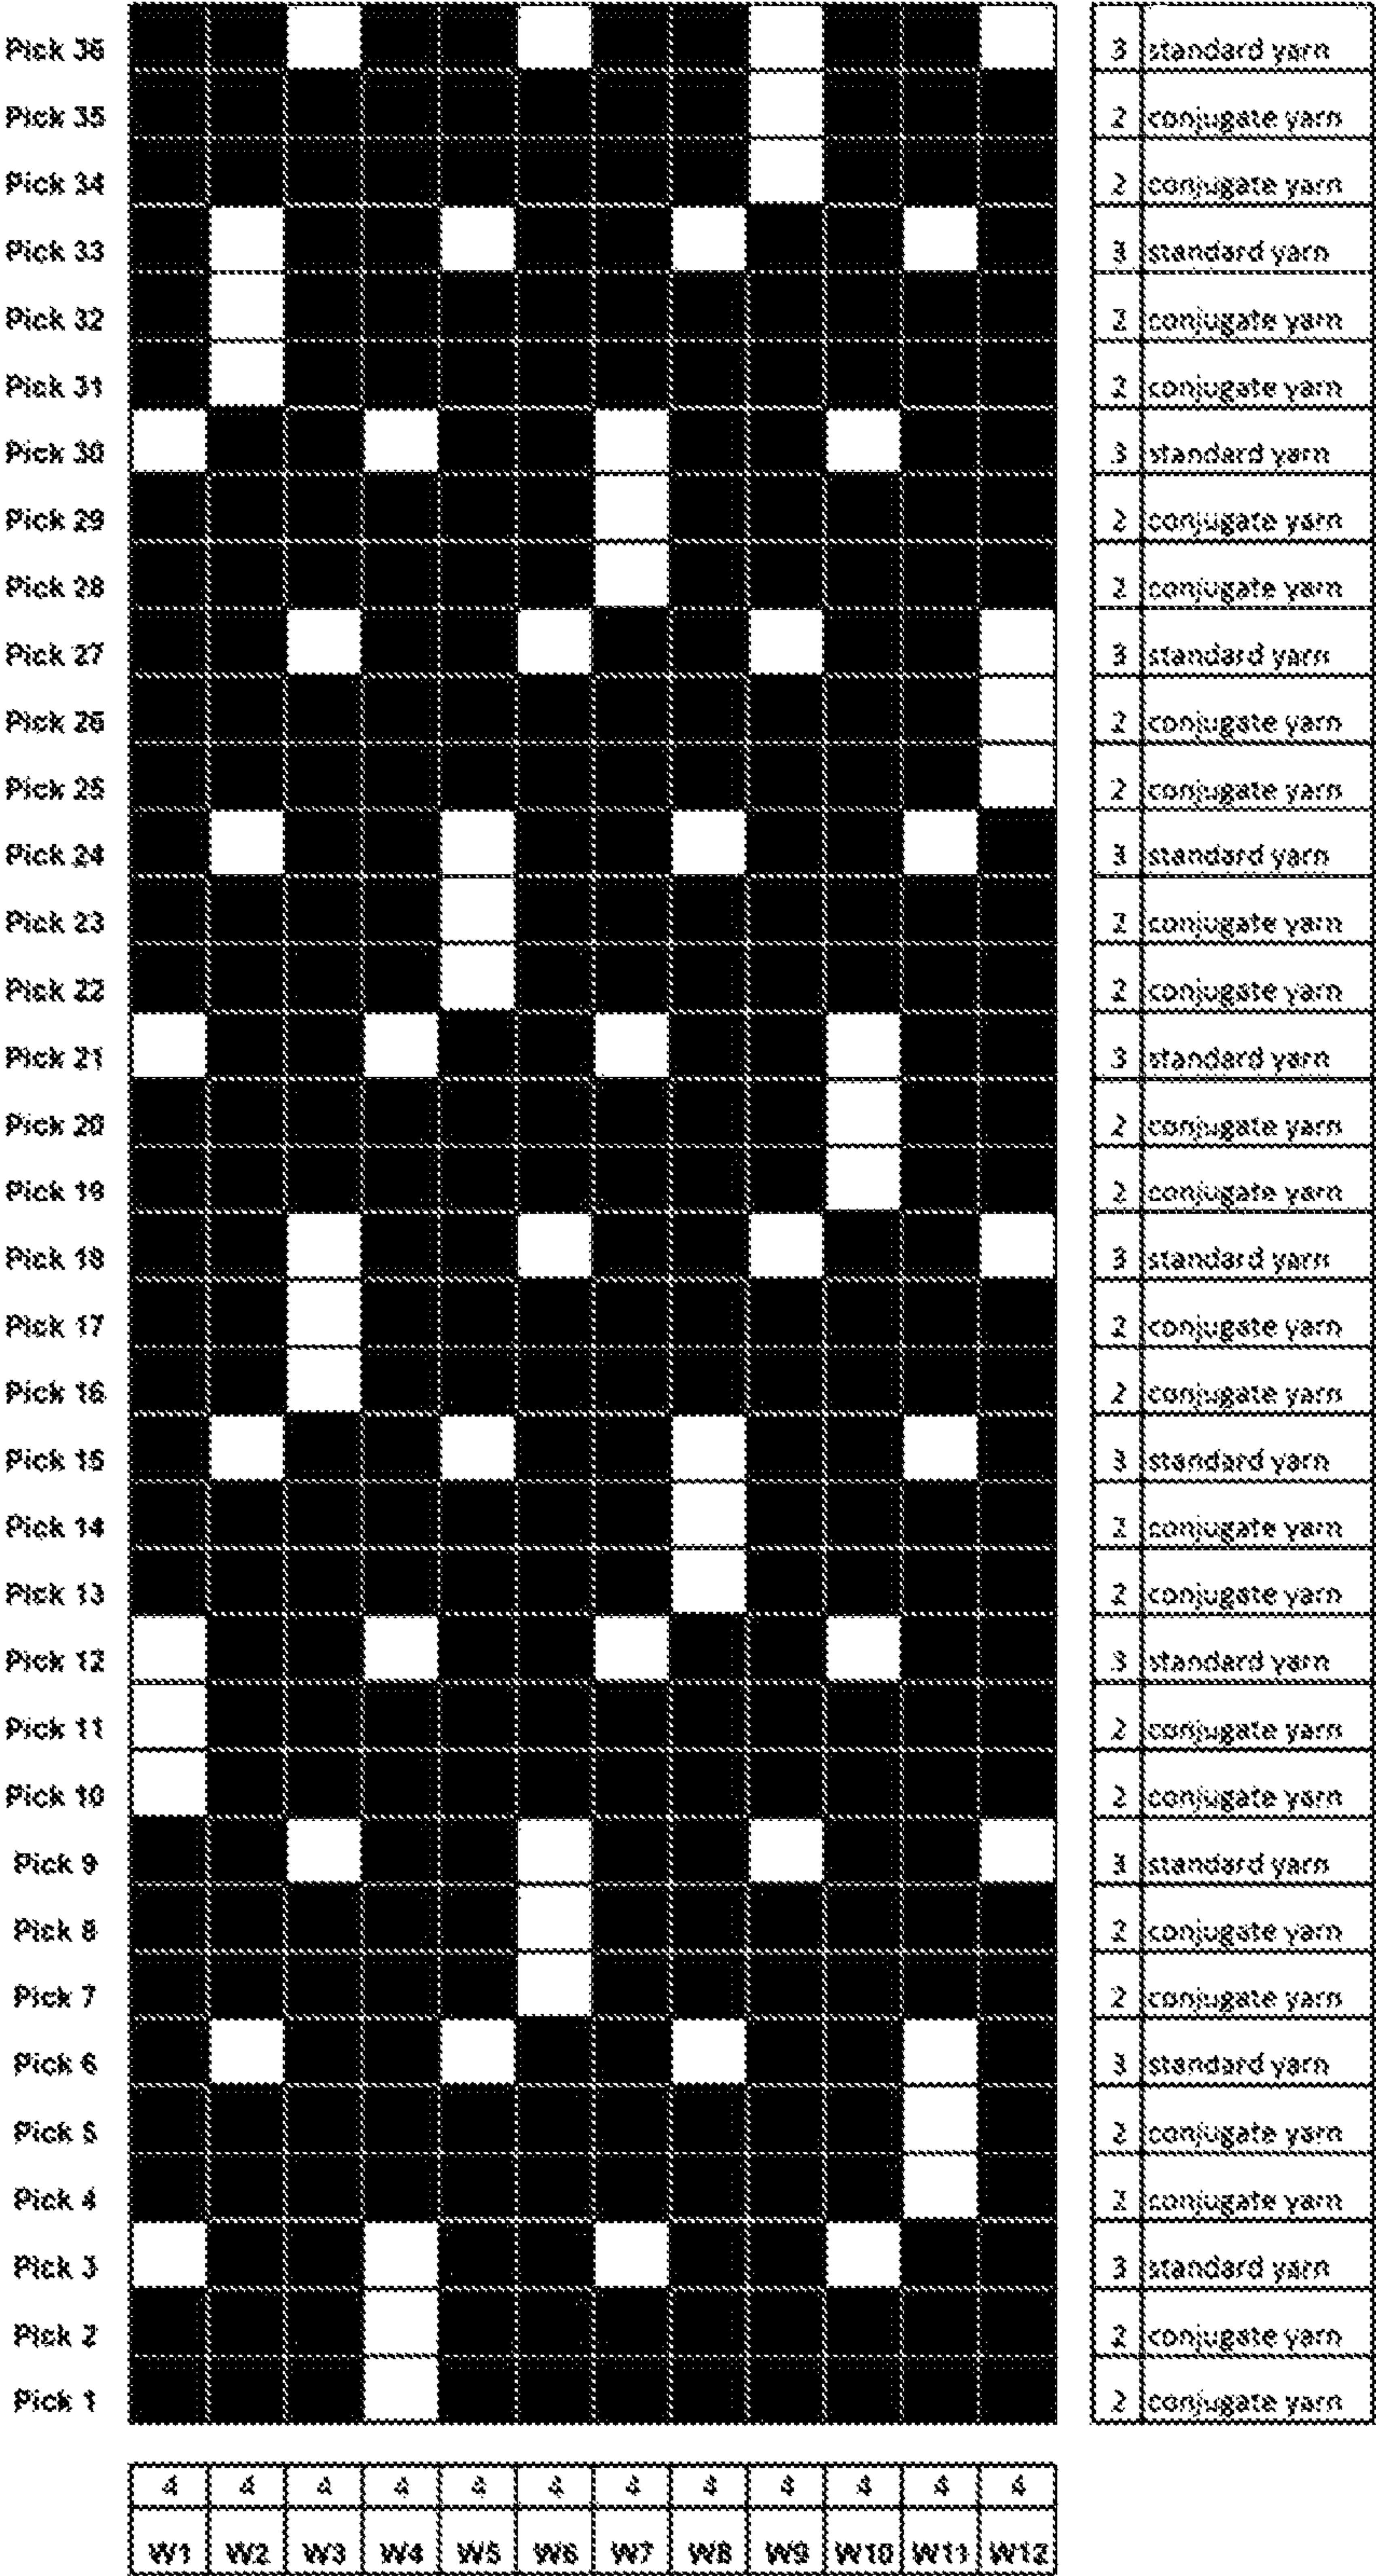 Pick 36 3 standard yarn
Pick 35 2 conjugate yarn
Pick 34 2 conjugate yarn
Pick 33 3 standard yarn
Pick 32 2 conjugate yarn
Pick 31 2 conjugate yarn
Pick 30 3 standard yarn
Pick 29 2 conjugate yarn
Pick 28 2 conjugate yarn
Pick 27 3 standard yarn
Pick 26 2 conjugate yarn
Pick 25 2 conjugate yarn
Pick 24 3 standard yarn
Pick 23 2 conjugate yarn
Pick 22 2 conjugate yarn
Pick 21 3 standard yarn
Pick 20 2 conjugate yarn
Pick 19 2 conjugate yarn
Pick 18 3 standard yarn
Pick 17 2 conjugate yarn
Pick 16 2 conjugate yarn
Pick 15 3 standard yarn
Pick 14 2 conjugate yarn
Pick 13 2 conjugate yarn
Pick 12 3 standard yarn
Pick 11 2 conjugate yarn
Pick 10 2 conjugate yarn
Pick 9 3 standard yarn
Pick 8 2 conjugate yarn
Pick 7 2 conjugate yarn
Pick 6 3 standard yarn
Pick 5 2 conjugate yarn
Pick 4 2 conjugate yarn
Pick 3 3 standard yarn
Pick 2 2 conjugate yarn
Pick 1 2 conjugate yarn
4 4 4 4 4 4 4 4 4 4 4 4
W1 W2 W3 W4 W5 W6 W7 W8 W9 W10 W11 W12